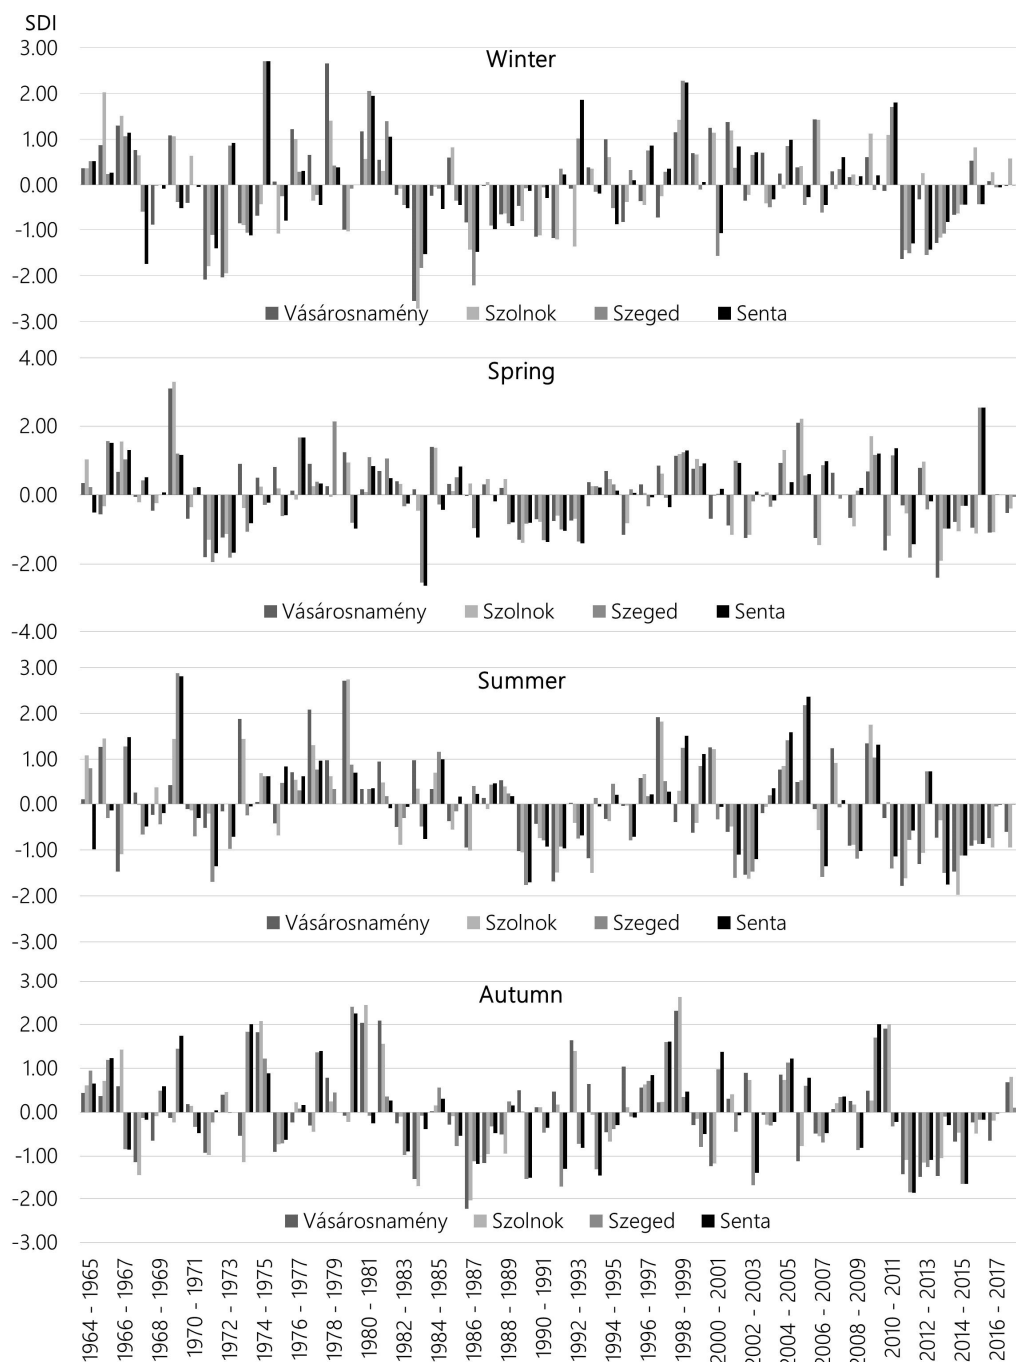 SDI
3.00
Winter
2.00
1.00
0.00
-1.00
-2.00
Vásárosnamény Szolnok Szeged Senta
-3.00
4.00
Spring
2.00
0.00
-2.00
Vásárosnamény Szolnok Szeged Senta
-4.00
3.00
Summer
2.00
1.00
0.00
-1.00
-2.00
Vásárosnamény Szolnok Szeged Senta
-3.00
3.00
Autumn
2.00
1.00
0.00
-1.00
-2.00
Vásárosnamény Szolnok Szeged Senta
-3.00
1964 - 1965
1966 - 1967
1968 - 1969
1970 - 1971
1972 - 1973
1974 - 1975
1976 - 1977
1978 - 1979
1980 - 1981
1982 - 1983
1984 - 1985
1986 - 1987
1988 - 1989
1990 - 1991
1992 - 1993
1994 - 1995
1996 - 1997
1998 - 1999
2000 - 2001
2002 - 2003
2004 - 2005
2006 - 2007
2008 - 2009
2010 - 2011
2012 - 2013
2014 - 2015
2016 - 2017